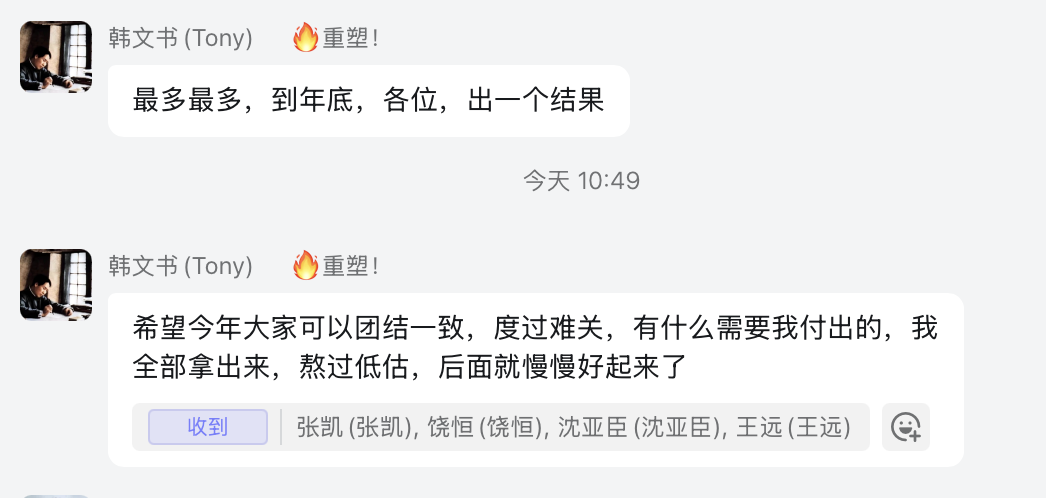 韩文书 (Tony) 🔥重塑！
最多最多，到年底，各位，出一个结果
今天 10:49
韩文书 (Tony) 🔥重塑！
希望今年大家可以团结一致，度过难关，有什么需要我付出的，我
全部拿出来，熬过低估，后面就慢慢好起来了
收到 张凯 (张凯), 饶恒 (饶恒), 沈亚臣 (沈亚臣), 王远 (王远)